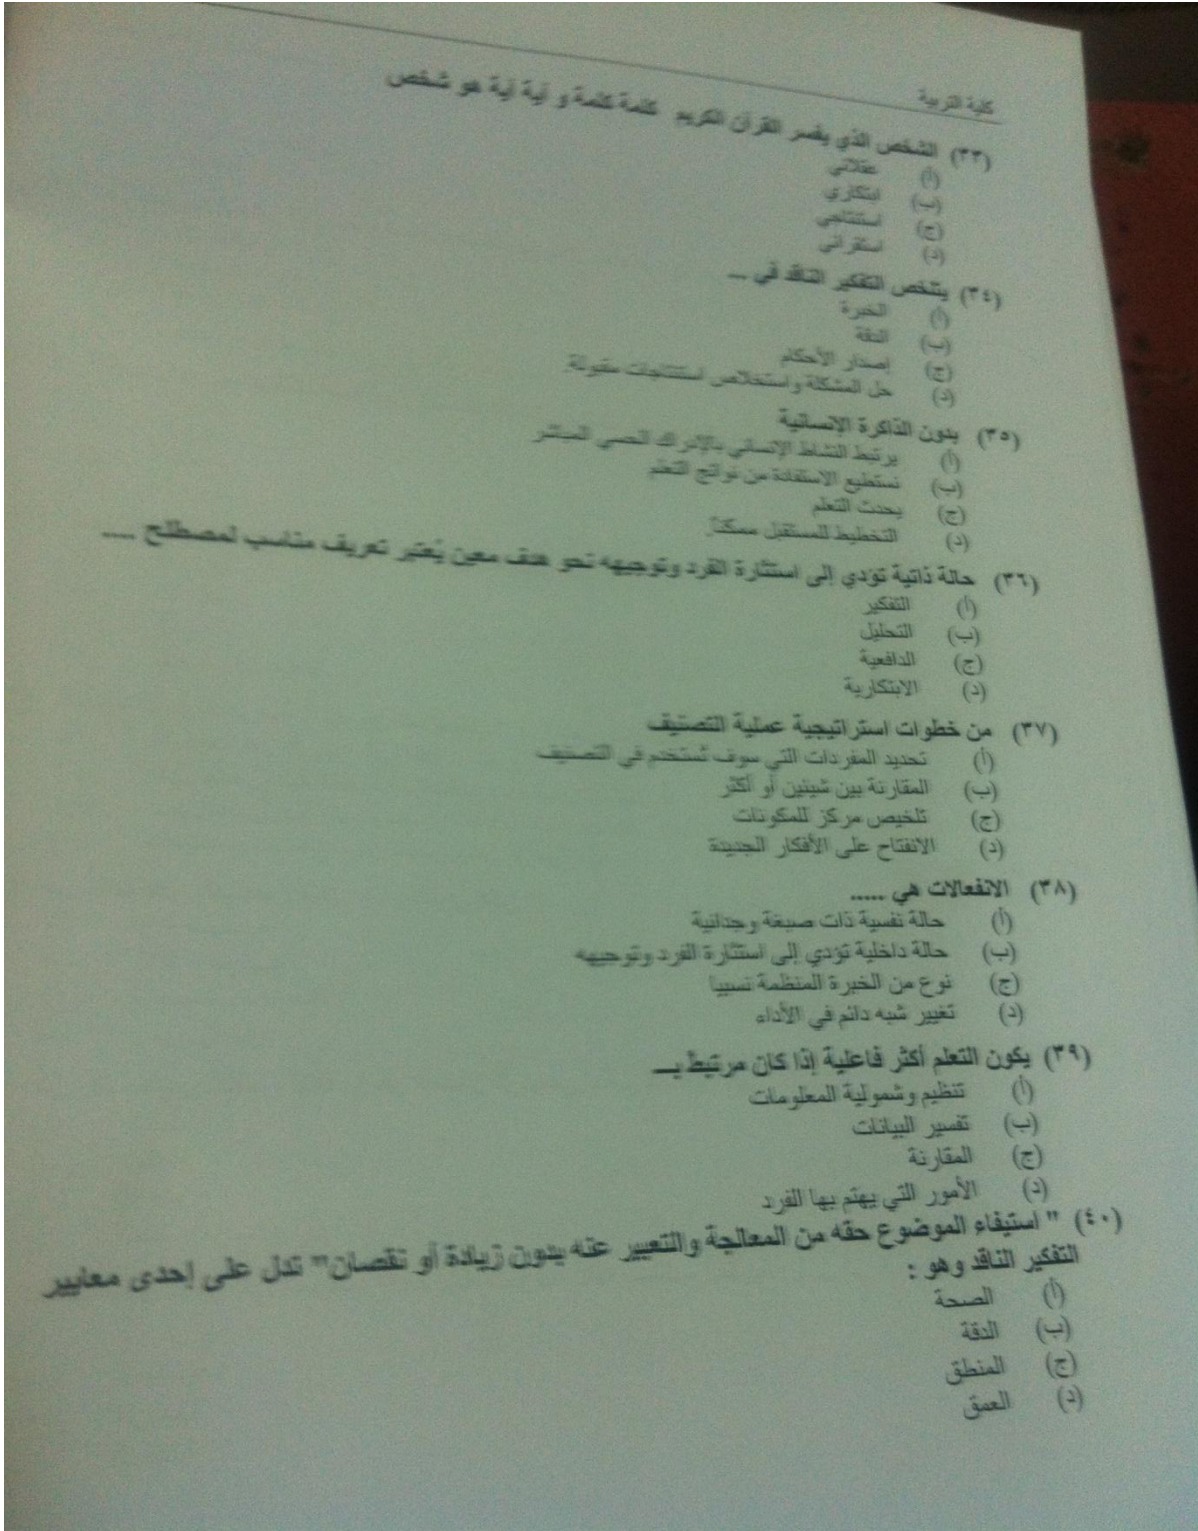 كلية التربية
(٣٣) الشخص الذي يفسر القرآن الكريم كلمة كلمة و آية آية هو شخص
(أ) عقلاني
(ب) ابتكاري
(ج) استنتاجي
(د) استقرائي
(٣٤) يتلخص التفكير الناقد في ...
(أ) الخبرة
(ب) الدقة
(ج) إصدار الأحكام
(د) حل المشكلة واستخلاص استنتاجات مقبولة
(٣٥) بدون الذاكرة الإنسانية
(أ) يرتبط النشاط الإنساني بالإدراك الحسي المباشر
(ب) نستطيع الاستفادة من نواتج التعلم
(ج) يحدث التعلم
(د) التخطيط للمستقبل ممكناً.
(٣٦) حالة ذاتية تؤدي إلى استثارة الفرد وتوجيهه نحو هدف معين يُعتبر تعريف مناسب لمصطلح ....
(أ) التفكير
(ب) التحليل
(ج) الدافعية
(د) الابتكارية
(٣٧) من خطوات استراتيجية عملية التصنيف
(أ) تحديد المفردات التي سوف تُستخدم في التصنيف
(ب) المقارنة بين شيئين أو أكثر
(ج) تلخيص مركز للمكونات
(د) الانفتاح على الأفكار الجديدة
(٣٨) الانفعالات هي .....
(أ) حالة نفسية ذات صبغة وجدانية
(ب) حالة داخلية تؤدي إلى استثارة الفرد وتوجيهه
(ج) نوع من الخبرة المنظمة نسبيا
(د) تغيير شبه دائم في الأداء
(٣٩) يكون التعلم أكثر فاعلية إذا كان مرتبط بـــ
(أ) تنظيم وشمولية المعلومات
(ب) تفسير البيانات
(ج) المقارنة
(د) الأمور التي يهتم بها الفرد
(٤٠) " استيفاء الموضوع حقه من المعالجة والتعبير عنه بدون زيادة أو نقصان" تدل على إحدى معايير
التفكير الناقد وهو :
(أ) الصحة
(ب) الدقة
(ج) المنطق
(د) العمق